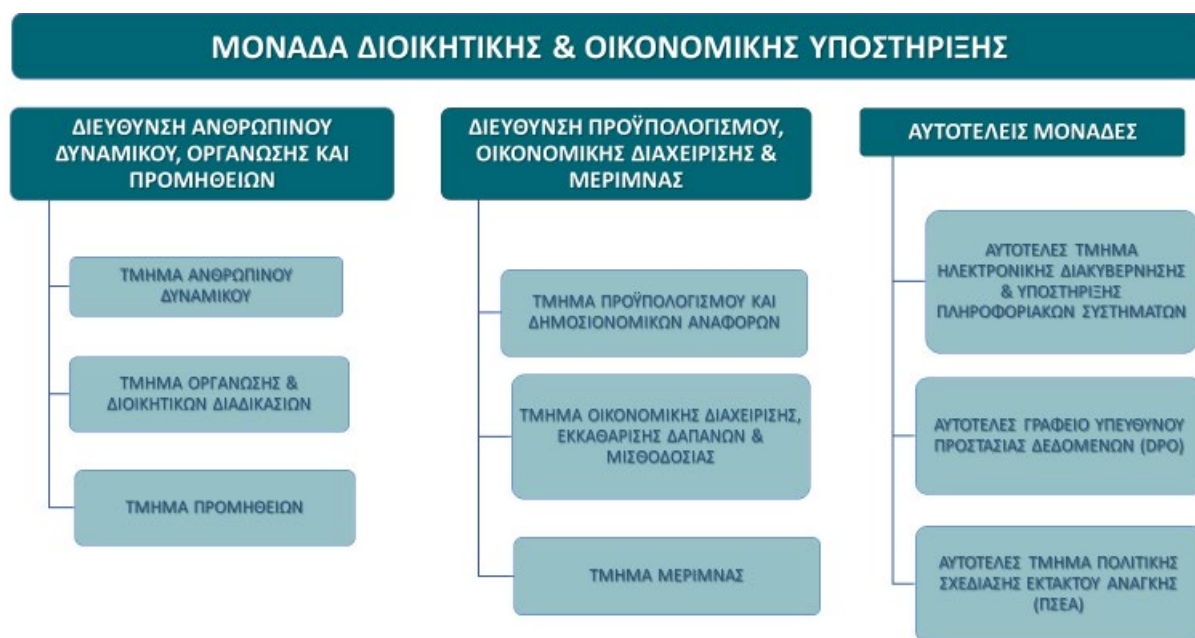 ΜΟΝΑΔΑ ΔΙΟΙΚΗΤΙΚΗΣ & ΟΙΚΟΝΟΜΙΚΗΣ ΥΠΟΣΤΗΡΙΞΗΣ
ΔΙΕΥΘΥΝΣΗ ΑΝΘΡΩΠΙΝΟΥ
ΔΥΝΑΜΙΚΟΥ, ΟΡΓΑΝΩΣΗΣ ΚΑΙ
ΠΡΟΜΗΘΕΙΩΝ
ΤΜΗΜΑ ΑΝΘΡΩΠΙΝΟΥ
ΔΥΝΑΜΙΚΟΥ
ΤΜΗΜΑ ΟΡΓΑΝΩΣΗΣ &
ΔΙΟΙΚΗΤΙΚΩΝ ΔΙΑΔΙΚΑΣΙΩΝ
ΤΜΗΜΑ ΠΡΟΜΗΘΕΙΩΝ
ΔΙΕΥΘΥΝΣΗ ΠΡΟΫΠΟΛΟΓΙΣΜΟΥ,
ΟΙΚΟΝΟΜΙΚΗΣ ΔΙΑΧΕΙΡΙΣΗΣ &
ΜΕΡΙΜΝΑΣ
ΤΜΗΜΑ ΠΡΟΫΠΟΛΟΓΙΣΜΟΥ ΚΑΙ
ΔΗΜΟΣΙΟΝΟΜΙΚΩΝ ΑΝΑΦΟΡΩΝ
ΤΜΗΜΑ ΟΙΚΟΝΟΜΙΚΗΣ ΔΙΑΧΕΙΡΙΣΗΣ,
ΕΚΚΑΘΑΡΙΣΗΣ ΔΑΠΑΝΩΝ &
ΜΙΣΘΟΔΟΣΙΑΣ
ΤΜΗΜΑ ΜΕΡΙΜΝΑΣ
ΑΥΤΟΤΕΛΕΙΣ ΜΟΝΑΔΕΣ
ΑΥΤΟΤΕΛΕΣ ΤΜΗΜΑ
ΗΛΕΚΤΡΟΝΙΚΗΣ ΔΙΑΚΥΒΕΡΝΗΣΗΣ
& ΥΠΟΣΤΗΡΙΞΗΣ
ΠΛΗΡΟΦΟΡΙΑΚΩΝ ΣΥΣΤΗΜΑΤΩΝ
ΑΥΤΟΤΕΛΕΣ ΓΡΑΦΕΙΟ ΥΠΕΥΘΥΝΟΥ
ΠΡΟΣΤΑΣΙΑΣ ΔΕΔΟΜΕΝΩΝ (DPO)
ΑΥΤΟΤΕΛΕΣ ΤΜΗΜΑ ΠΟΛΙΤΙΚΗΣ
ΣΧΕΔΙΑΣΗΣ ΕΚΤΑΚΤΟΥ ΑΝΑΓΚΗΣ
(ΠΣΕΑ)